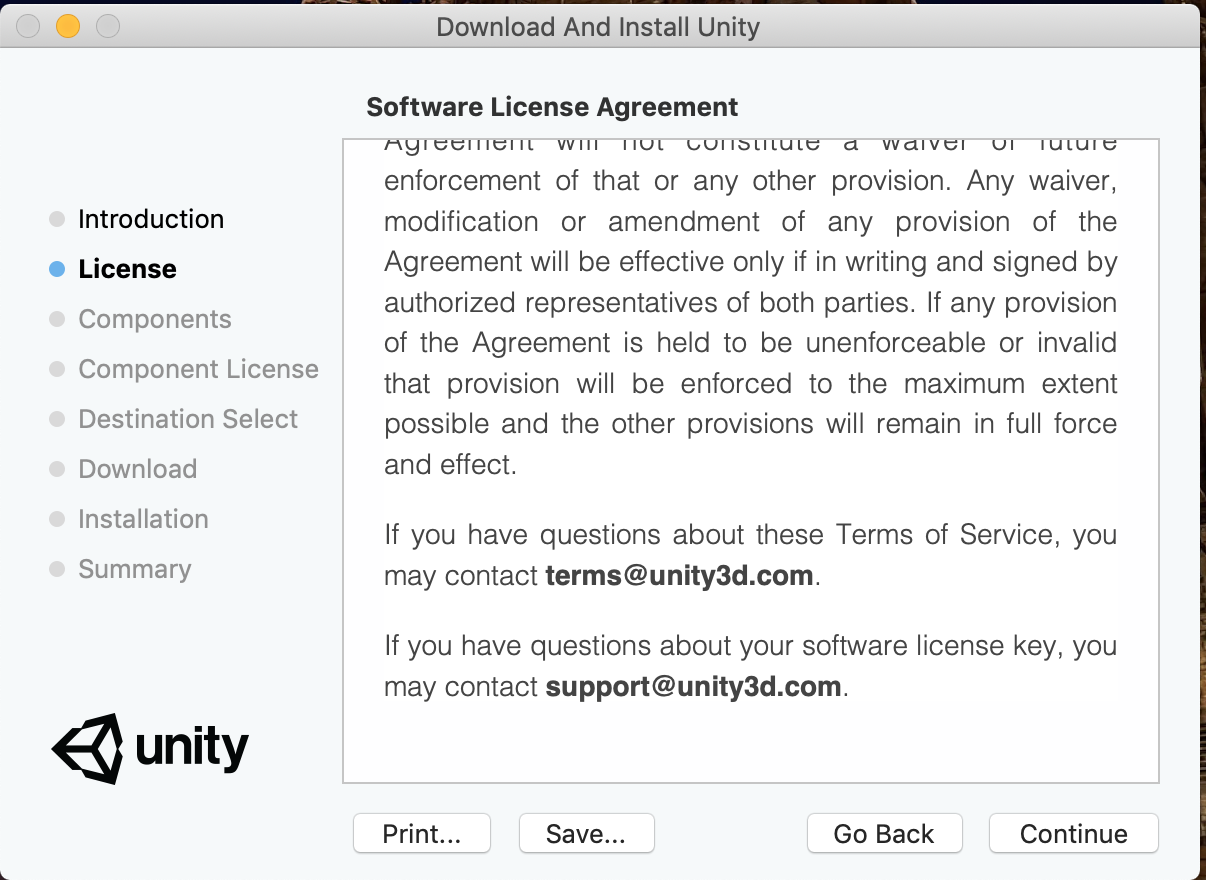 Download And Install Unity
Software License Agreement
Introduction
License
Components
Component License
Destination Select
Download
Installation
Summary
unity
Agreement will not constitute a waiver of future
enforcement of that or any other provision. Any waiver,
modification or amendment of any provision of the
Agreement will be effective only if in writing and signed by
authorized representatives of both parties. If any provision
of the Agreement is held to be unenforceable or invalid
that provision will be enforced to the maximum extent
possible and the other provisions will remain in full force
and effect.
If you have questions about these Terms of Service, you
may contact terms@unity3d.com.
If you have questions about your software license key, you
may contact support@unity3d.com.
Print...
Save...
Go Back
Continue